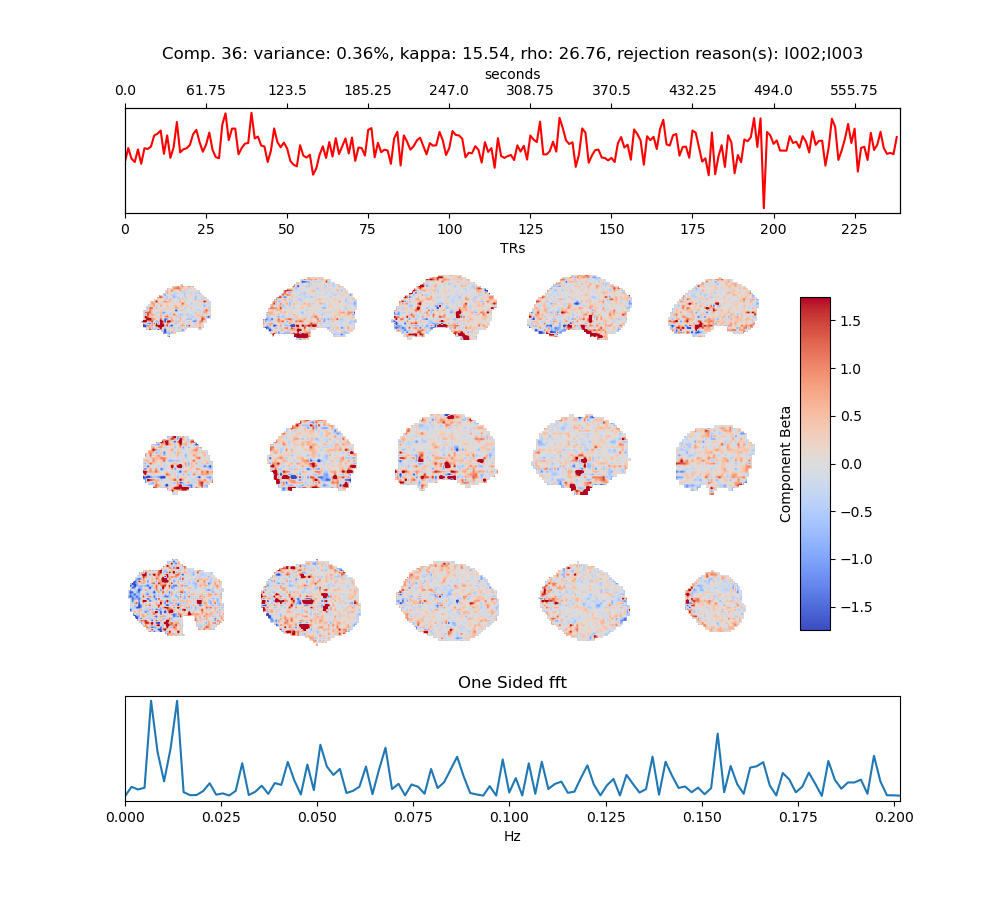 Comp. 36: variance: 0.36%, kappa: 15.54, rho: 26.76, rejection reason(s): I002;I003
seconds
0.0 61.75 123.5 185.25 247.0 308.75 370.5 432.25 494.0 555.75
0 25 50 75 100 125 150 175 200 225
TRs
1.5
1.0
0.5
0.0
−0.5
−1.0
−1.5
Component Beta
One Sided fft
0.000 0.025 0.050 0.075 0.100 0.125 0.150 0.175 0.200
Hz